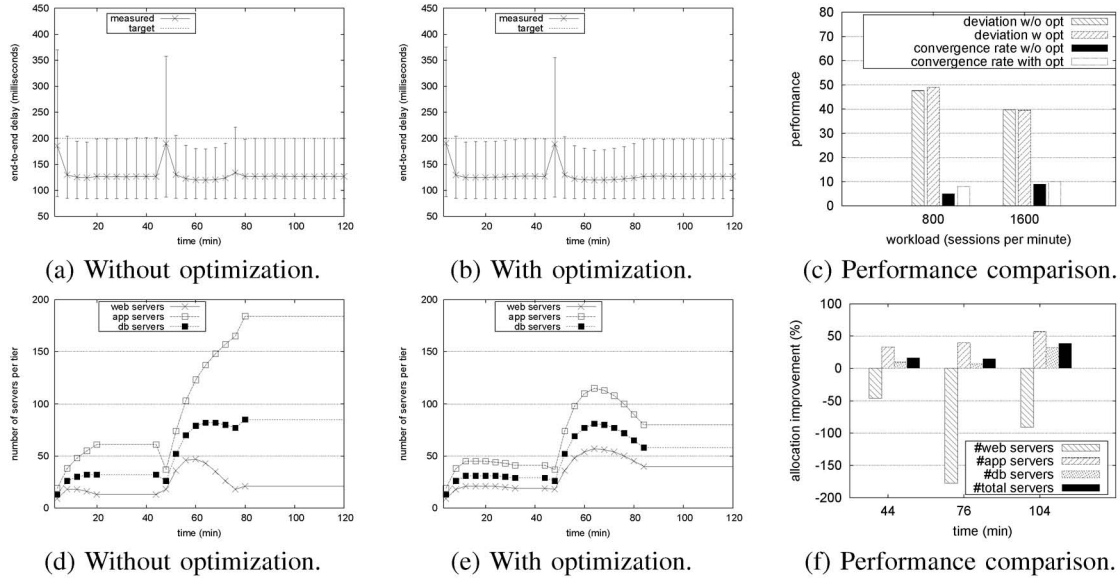 450
400
350
300
250
200
150
100
50
end-to-end delay (milliseconds)
measured
target
20 40 60 80 100 120
time (min)
(a) Without optimization.
450
400
350
300
250
200
150
100
50
end-to-end delay (milliseconds)
measured
target
20 40 60 80 100 120
time (min)
(b) With optimization.
80
70
60
50
40
30
20
10
0
performance
deviation w/o opt
deviation w opt
convergence rate w/o opt
convergence rate with opt
800 1600
workload (sessions per minute)
(c) Performance comparison.
200
150
100
50
0
number of servers per tier
web servers
app servers
db servers
20 40 60 80 100 120
time (min)
(d) Without optimization.
200
150
100
50
0
number of servers per tier
web servers
app servers
db servers
20 40 60 80 100 120
time (min)
(e) With optimization.
100
50
0
-50
-100
-150
-200
allocation improvement (%)
#web servers
#app servers
#db servers
#total servers
44 76 104
time (min)
(f) Performance comparison.